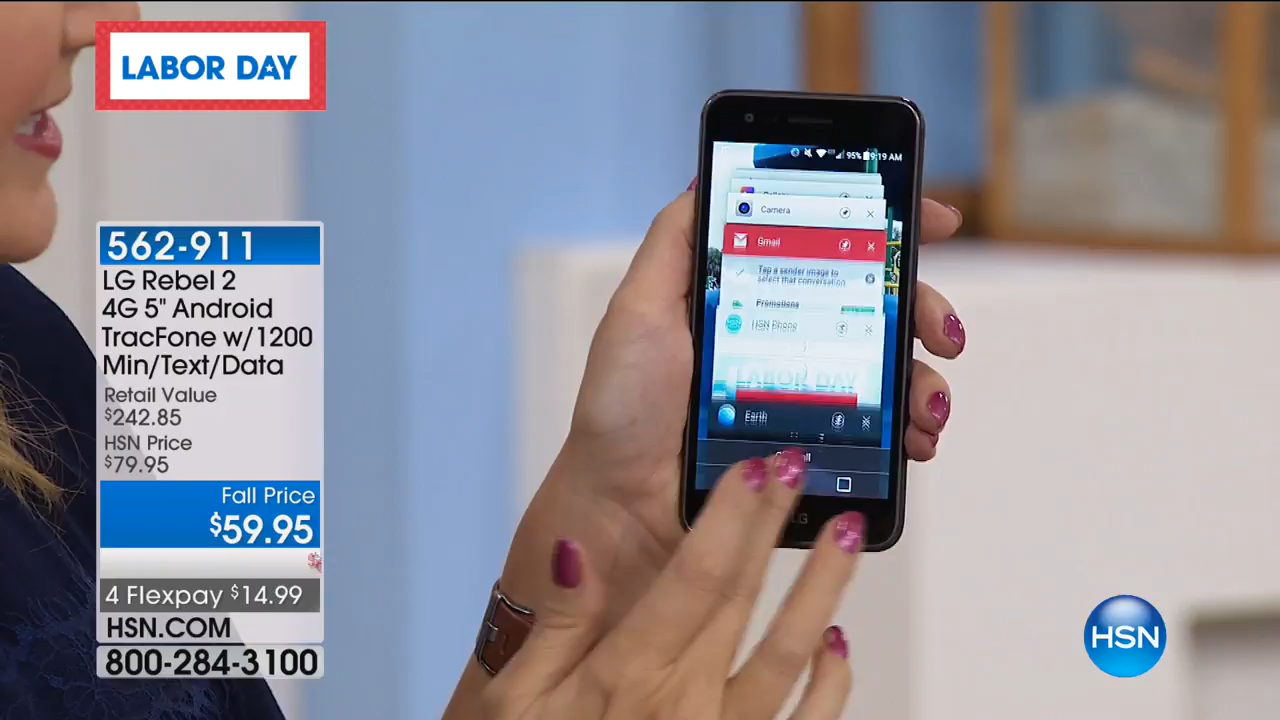 LABOR DAY
562-911
LG Rebel 2
4G 5" Android
TracFone w/1200
Min/Text/Data
Retail Value
$242.85
HSN Price
$79.95
Fall Price
$59.95
4 Flexpay $14.99
HSN.COM
800-284-3100
95% 9:19 AM
Camera
Gmail
Tap a sender image to
select that conversation
Promotions
HSN Phone
LABOR DAY
Earth
LG
HSN